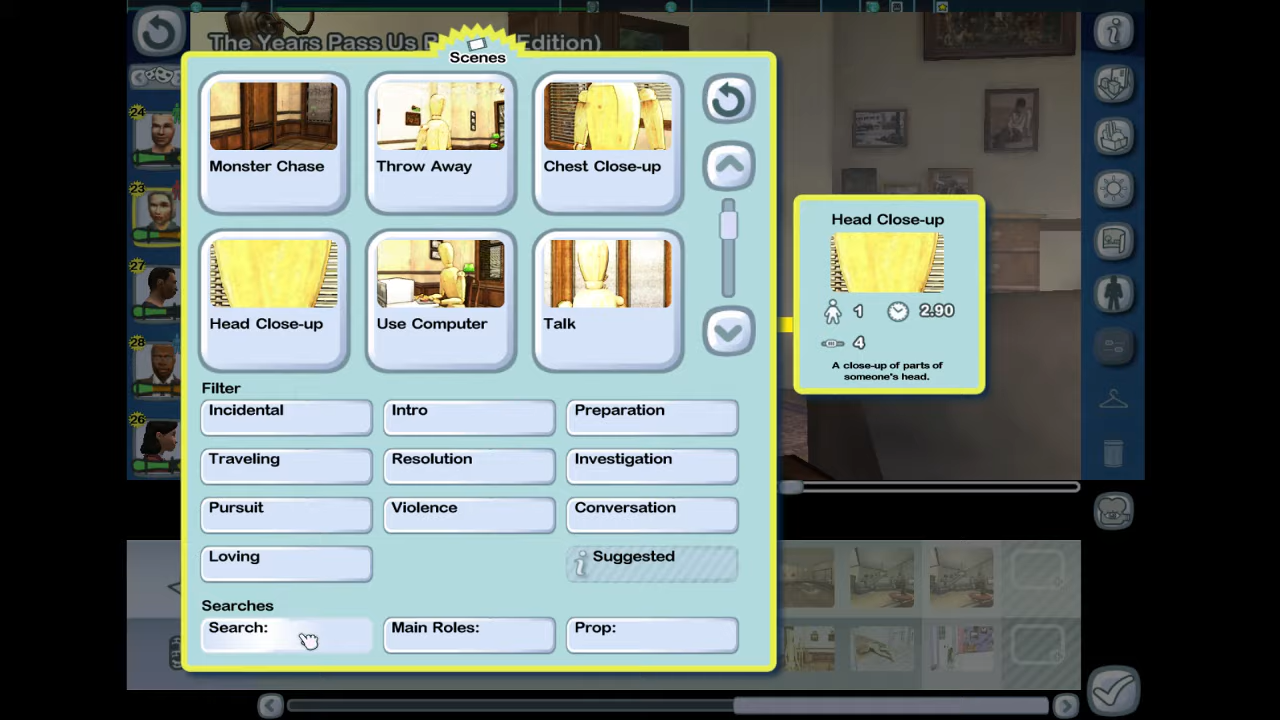 The Years Pass Us
Edition)
Scenes
Monster Chase
Throw Away
Chest Close-up
Head Close-up
Use Computer
Talk
Filter
Incidental
Intro
Preparation
Traveling
Resolution
Investigation
Pursuit
Violence
Conversation
Loving
Suggested
Searches
Search:
Main Roles:
Prop:
Head Close-up
1
2.90
4
A close-up of parts of
someone's head.
24
23
27
28
26